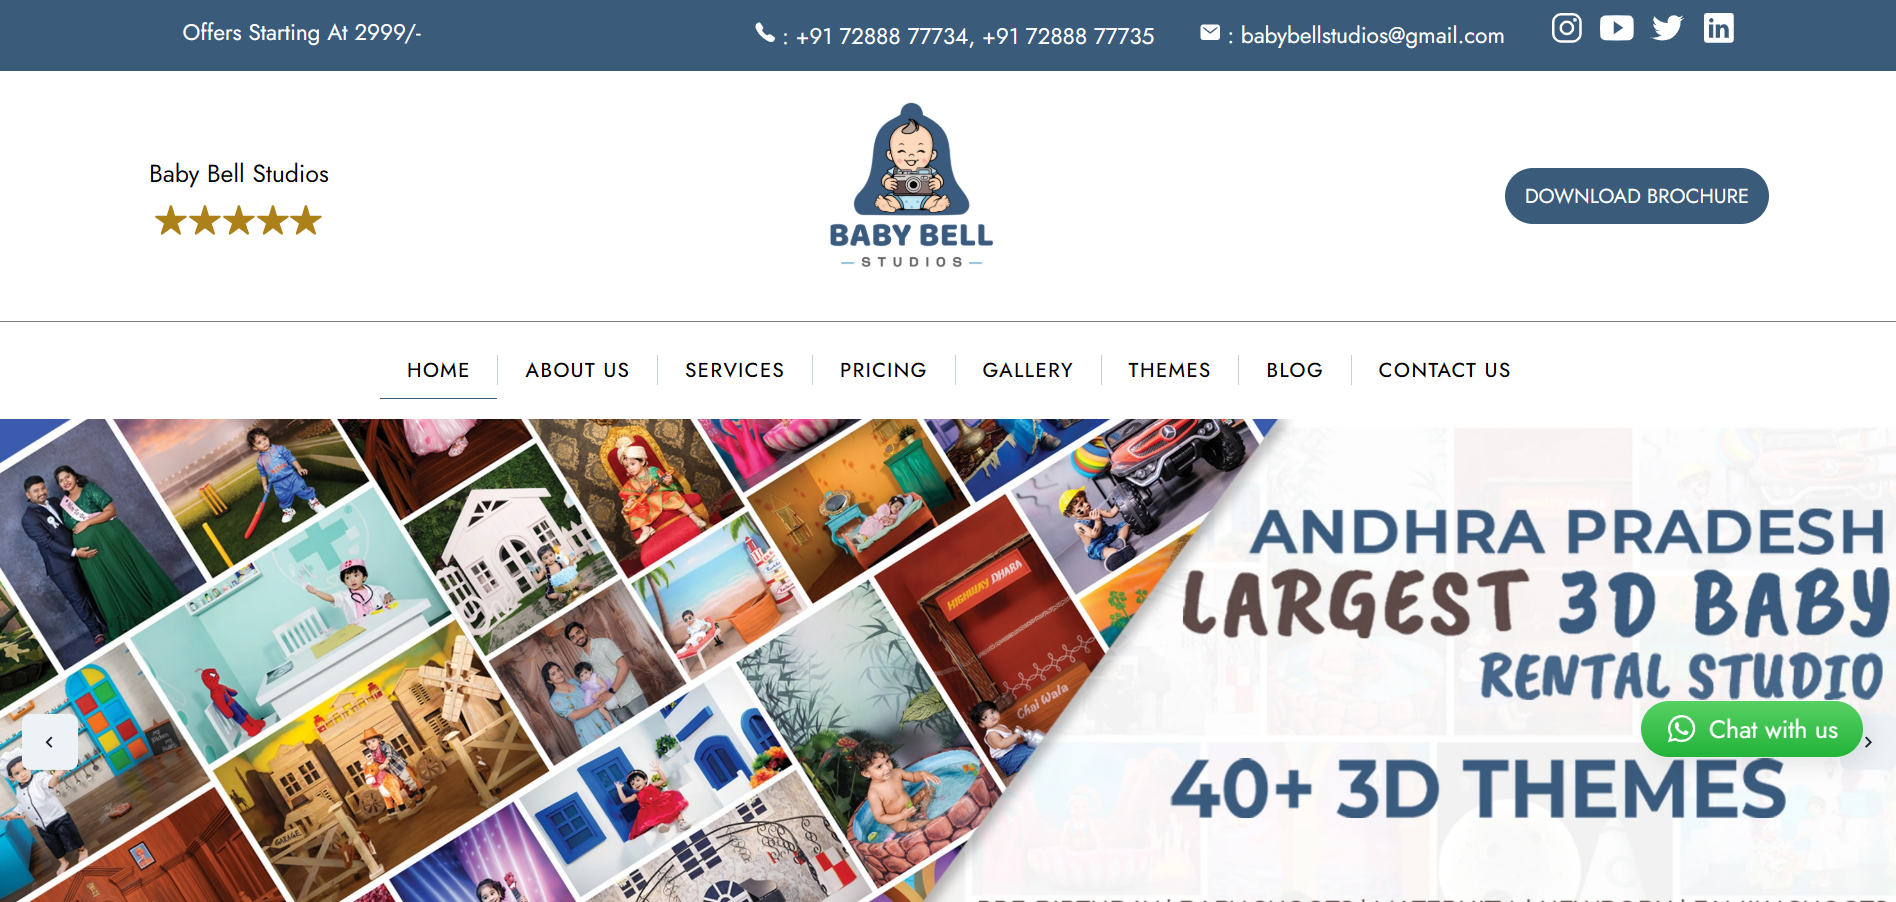 Offers Starting At 2999/-
: +91 72888 77734, +91 72888 77735
: babybellstudios@gmail.com
Baby Bell Studios
BABY BELL
STUDIOS
DOWNLOAD BROCHURE
HOME
ABOUT US
SERVICES
PRICING
GALLERY
THEMES
BLOG
CONTACT US
HIGHWAY DHABA
Chai Wala
GARAGE
ANDHRA PRADESH
LARGEST 3D BABY
RENTAL STUDIO
Chat with us
40+ 3D THEMES